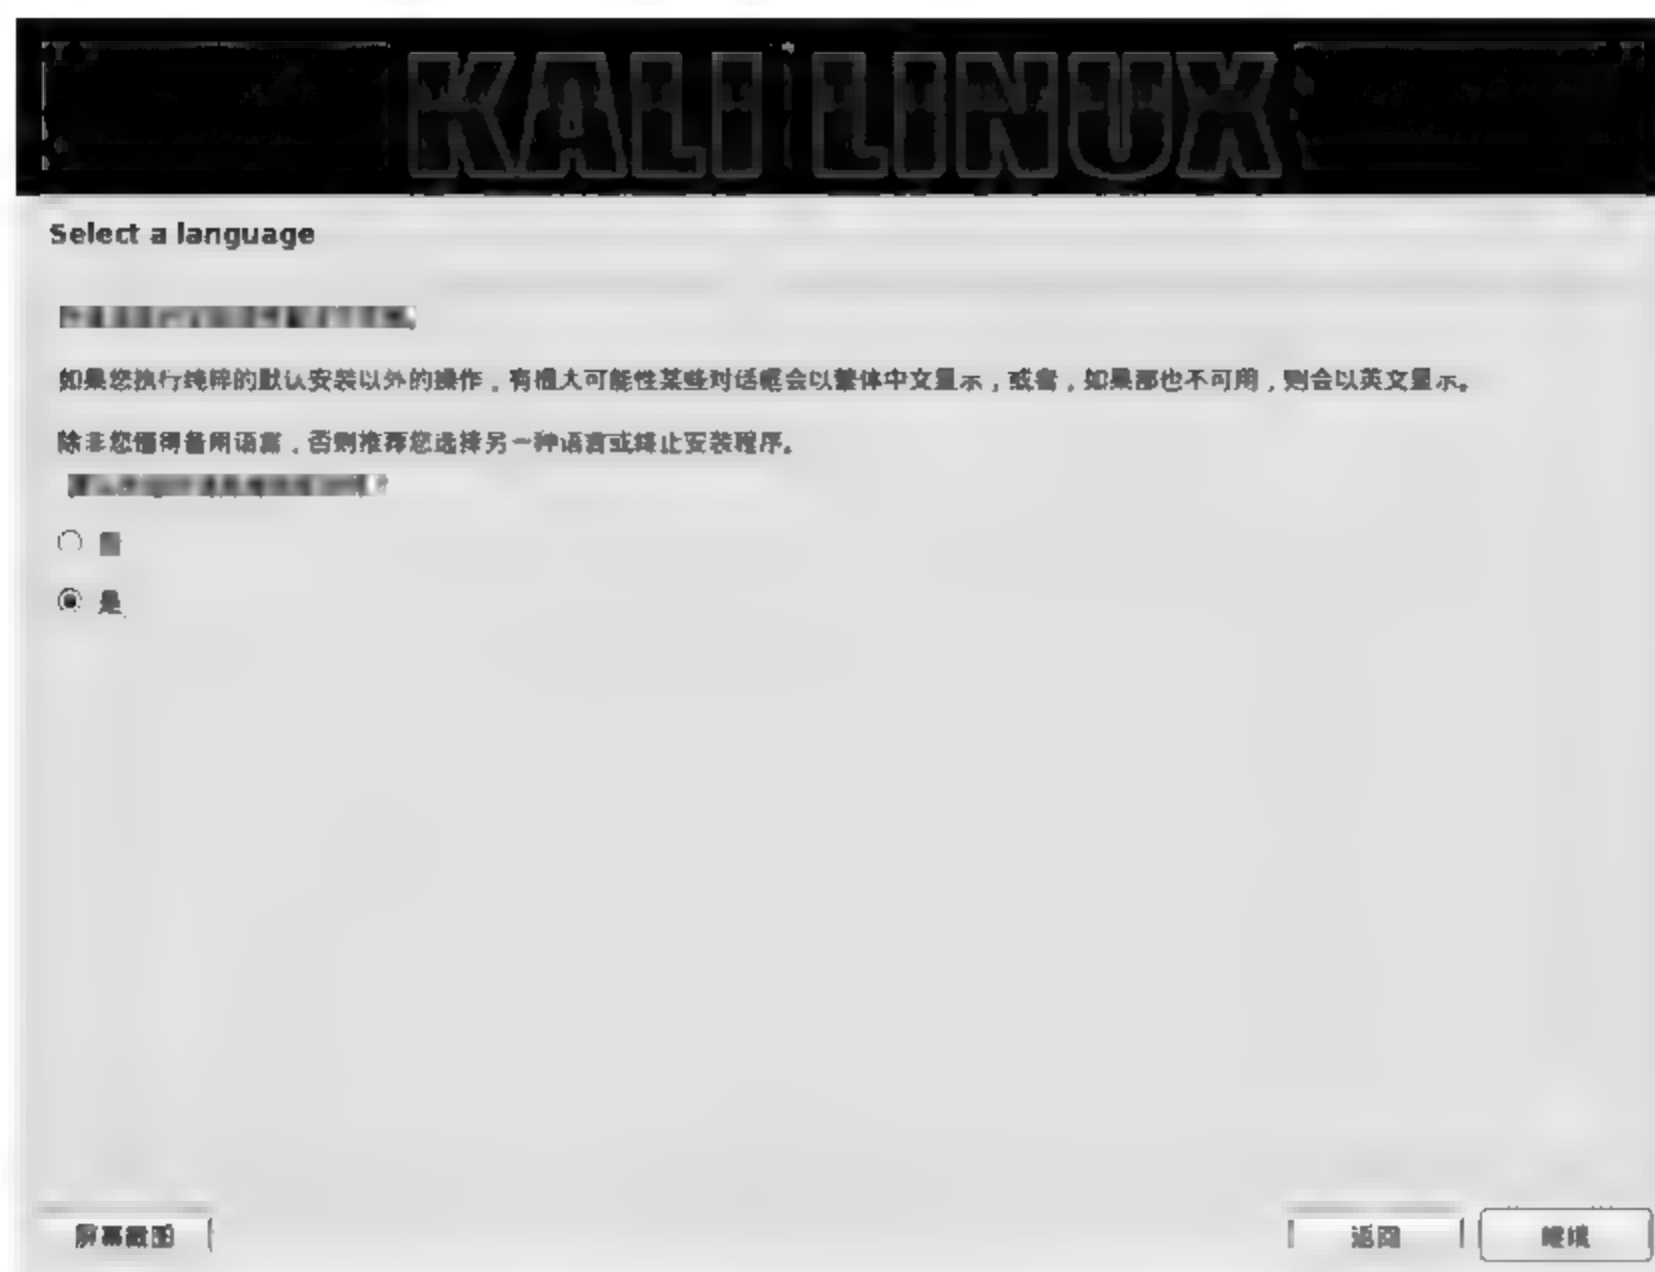 KALI LINUX
Select a language
如果您执行纯粹的默认安装以外的操作，有很大可能性某些对话框会以繁体中文显示，或者，如果那也不可用，则会以英文显示。
除非您懂得备用语言，否则推荐您选择另一种语言或终止安装程序。
是
屏幕截图
返回